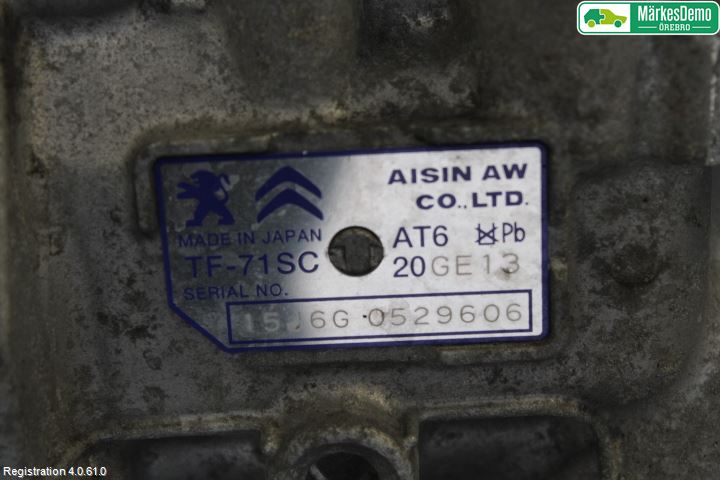 MärkesDemo
ÖREBRO
AISIN AW
CO.,LTD.
MADE IN JAPAN
AT6 Pb
TF-71SC
20GE13
SERIAL NO.
15J6G 0529606
Registration 4.0.61.0